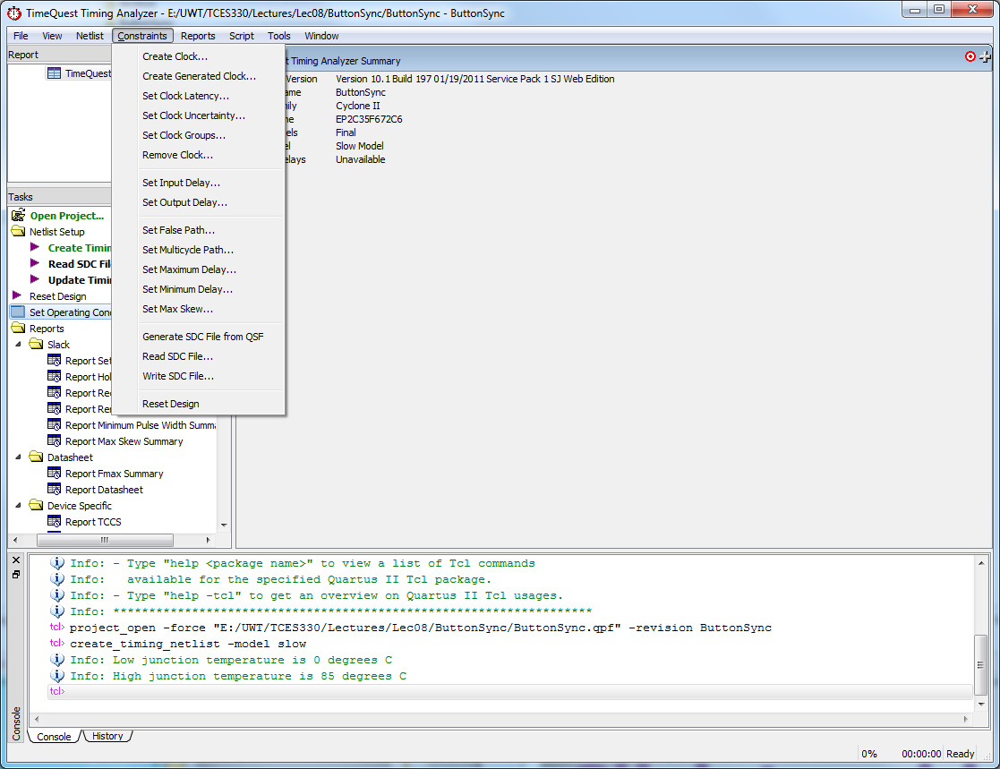 TimeQuest Timing Analyzer - E:/UWT/TCES330/Lectures/Lec08/ButtonSync/ButtonSync - ButtonSync
File View Netlist Constraints Reports Script Tools Window
Report
TimeQuest
Create Clock...
Create Generated Clock...
Set Clock Latency...
Set Clock Uncertainty...
Set Clock Groups...
Remove Clock...
Set Input Delay...
Set Output Delay...
Set False Path...
Set Multicycle Path...
Set Maximum Delay...
Set Minimum Delay...
Set Max Skew...
Generate SDC File from QSF
Read SDC File...
Write SDC File...
Reset Design
t Timing Analyzer Summary
Version Version 10.1 Build 197 01/19/2011 Service Pack 1 SJ Web Edition
ame ButtonSync
ily Cyclone II
e EP2C35F672C6
els Final
el Slow Model
elays Unavailable
Tasks
Open Project...
Netlist Setup
Create Timin
Read SDC Fil
Update Timin
Reset Design
Set Operating Cond
Reports
Slack
Report Set
Report Hol
Report Rec
Report Rem
Report Minimum Pulse Width Summa
Report Max Skew Summary
Datasheet
Report Fmax Summary
Report Datasheet
Device Specific
Report TCCS
Info: - Type "help <package name>" to view a list of Tcl commands
Info: available for the specified Quartus II Tcl package.
Info: - Type "help -tcl" to get an overview on Quartus II Tcl usages.
Info: *******************************************************************
tcl> project_open -force "E:/UWT/TCES330/Lectures/Lec08/ButtonSync/ButtonSync.qpf" -revision ButtonSync
tcl> create_timing_netlist -model slow
Info: Low junction temperature is 0 degrees C
Info: High junction temperature is 85 degrees C
tcl>
Console
Console History
0% 00:00:00 Ready